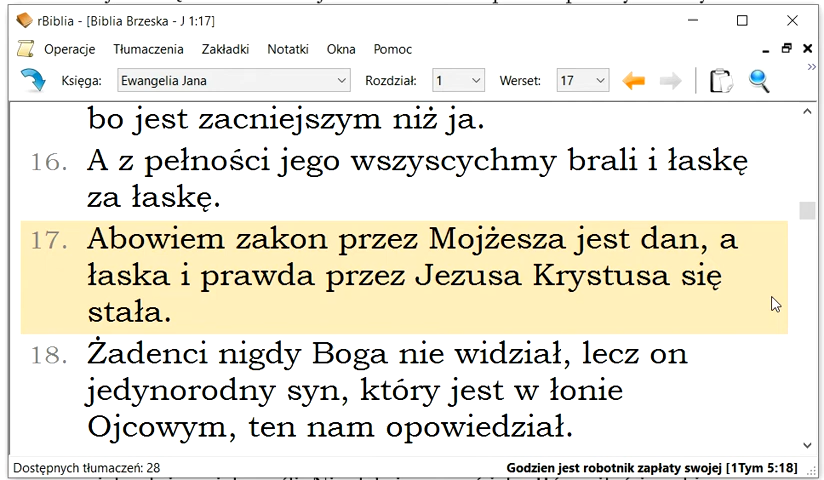 rBiblia - [Biblia Brzeska - J 1:17]
Operacje Tłumaczenia Zakładki Notatki Okna Pomoc
Księga: Ewangelia Jana Rozdział: 1 Werset: 17
bo jest zacniejszym niż ja.
16. A z pełności jego wszyscychmy brali i łaskę
za łaskę.
17. Abowiem zakon przez Mojżesza jest dan, a
łaska i prawda przez Jezusa Krystusa się
stała.
18. Żadenci nigdy Boga nie widział, lecz on
jedynorodny syn, który jest w łonie
Ojcowym, ten nam opowiedział.
Dostępnych tłumaczeń: 28 Godzien jest robotnik zapłaty swojej [1Tym 5:18]